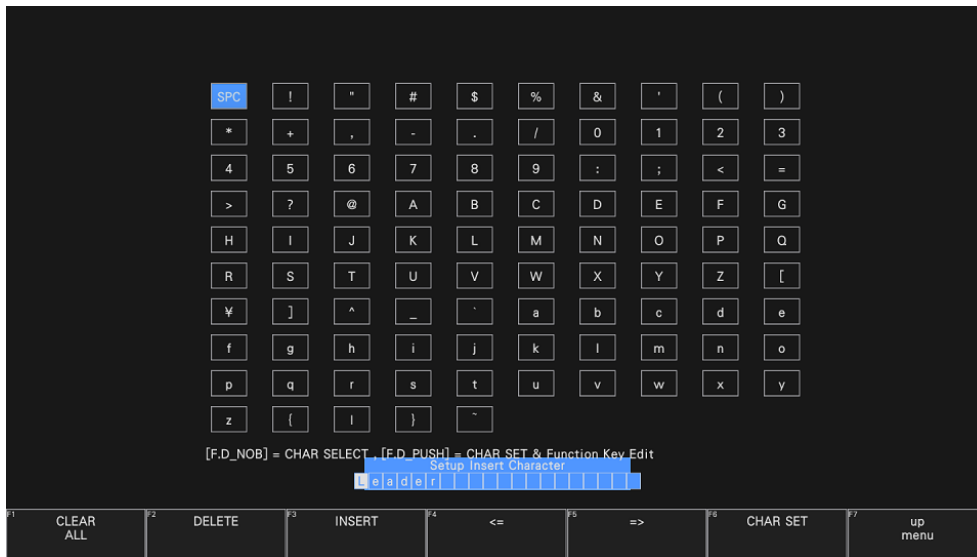 SPC ! " # $ % & ' ( )
* + , - . / 0 1 2 3
4 5 6 7 8 9 : ; < =
> ? @ A B C D E F G
H I J K L M N O P Q
R S T U V W X Y Z [
¥ ] ^ _ ` a b c d e
f g h i j k l m n o
p q r s t u v w x y
z { | } ~
[F.D_NOB] = CHAR SELECT , [F.D_PUSH] = CHAR SET & Function Key Edit
Setup Insert Character
Leader
F1 CLEAR ALL
F2 DELETE
F3 INSERT
F4 <=
F5 =>
F6 CHAR SET
F7 up menu